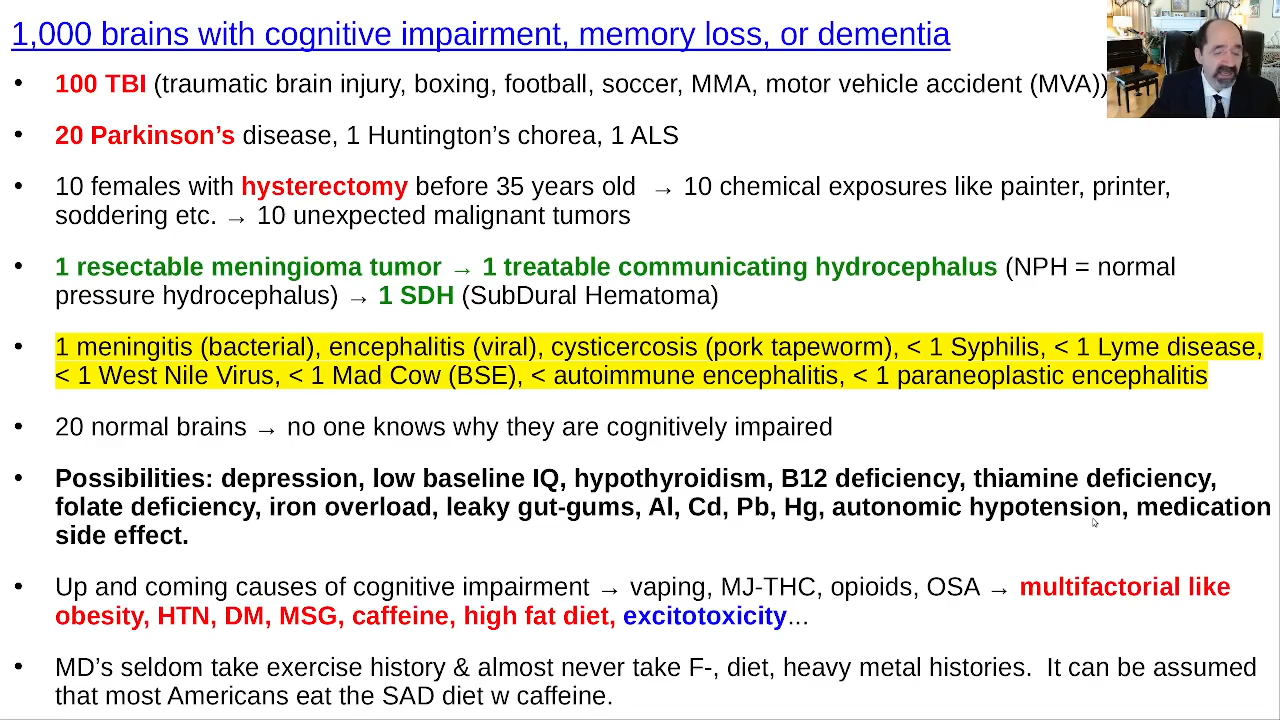 1,000 brains with cognitive impairment, memory loss, or dementia
• 100 TBI (traumatic brain injury, boxing, football, soccer, MMA, motor vehicle accident (MVA))
• 20 Parkinson's disease, 1 Huntington's chorea, 1 ALS
• 10 females with hysterectomy before 35 years old → 10 chemical exposures like painter, printer,
soddering etc. → 10 unexpected malignant tumors
• 1 resectable meningioma tumor → 1 treatable communicating hydrocephalus (NPH = normal
pressure hydrocephalus) → 1 SDH (SubDural Hematoma)
• 1 meningitis (bacterial), encephalitis (viral), cysticercosis (pork tapeworm), < 1 Syphilis, < 1 Lyme disease,
< 1 West Nile Virus, < 1 Mad Cow (BSE), < autoimmune encephalitis, < 1 paraneoplastic encephalitis
• 20 normal brains → no one knows why they are cognitively impaired
• Possibilities: depression, low baseline IQ, hypothyroidism, B12 deficiency, thiamine deficiency,
folate deficiency, iron overload, leaky gut-gums, Al, Cd, Pb, Hg, autonomic hypotension, medication
side effect.
• Up and coming causes of cognitive impairment → vaping, MJ-THC, opioids, OSA → multifactorial like
obesity, HTN, DM, MSG, caffeine, high fat diet, excitotoxicity...
• MD's seldom take exercise history & almost never take F-, diet, heavy metal histories. It can be assumed
that most Americans eat the SAD diet w caffeine.